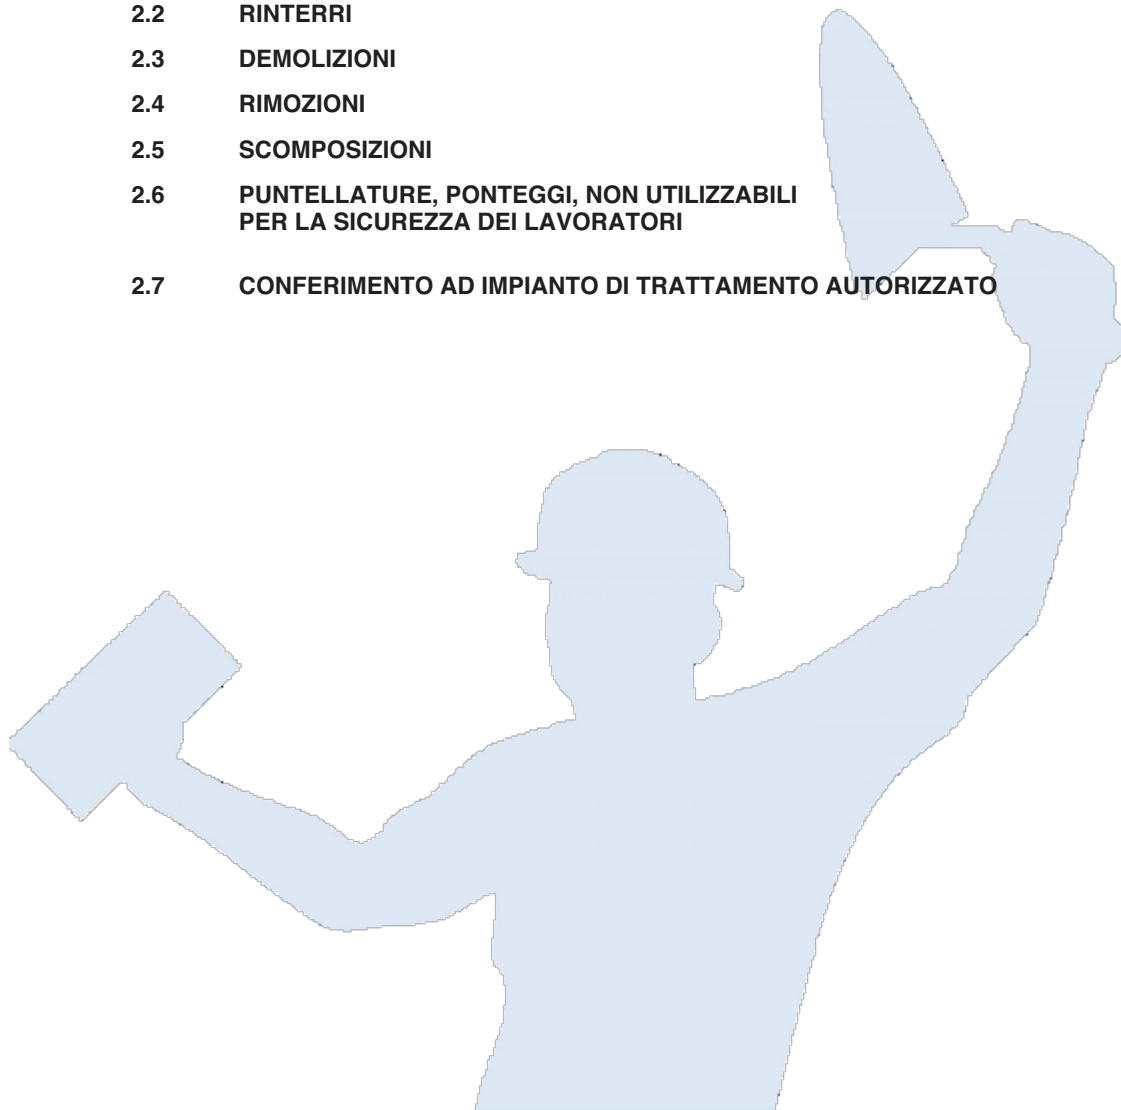 2.2 RINTERRI
2.3 DEMOLIZIONI
2.4 RIMOZIONI
2.5 SCOMPOSIZIONI
2.6 PUNTELLATURE, PONTEGGI, NON UTILIZZABILI
PER LA SICUREZZA DEI LAVORATORI
2.7 CONFERIMENTO AD IMPIANTO DI TRATTAMENTO AUTORIZZATO